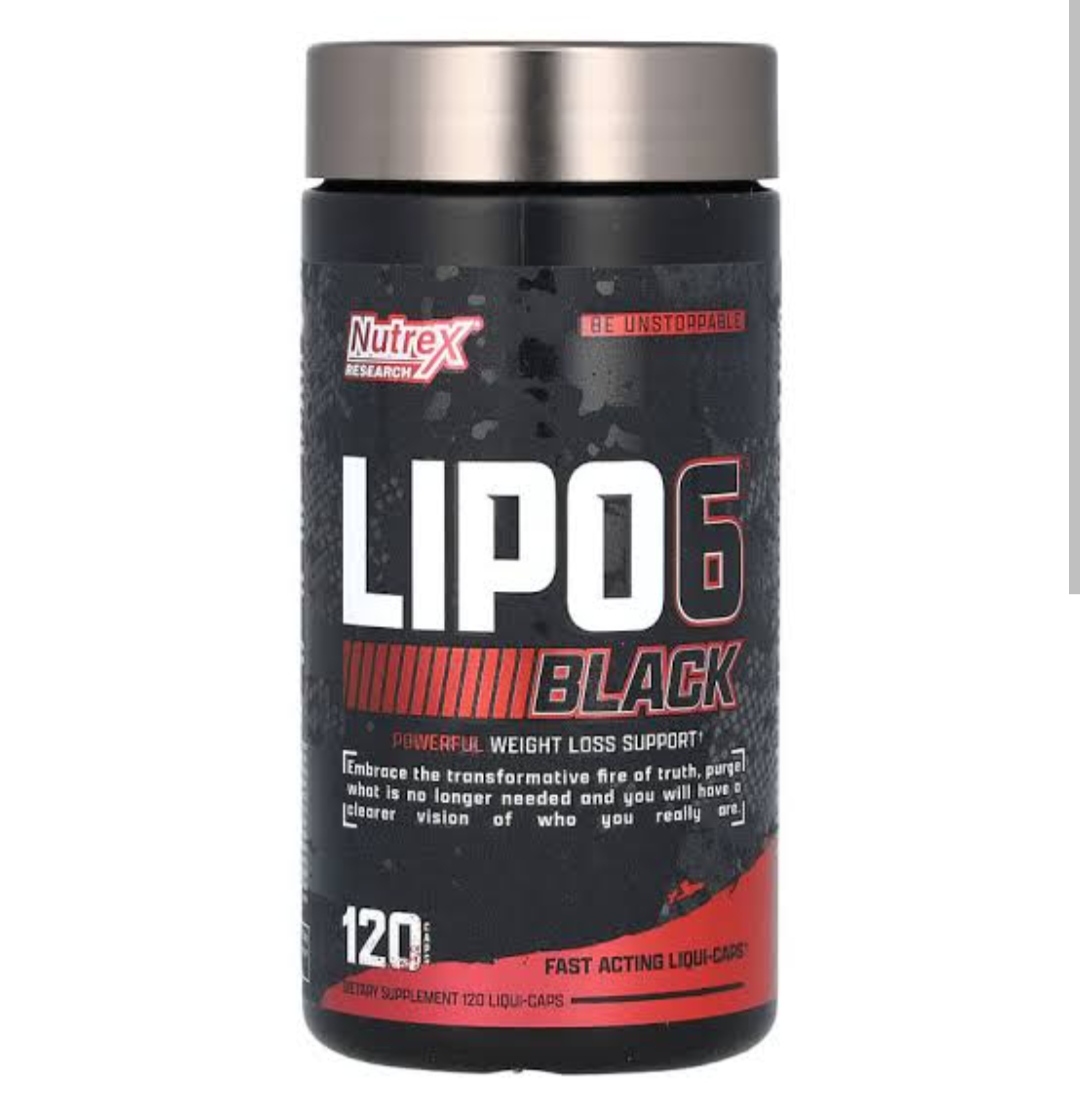 Nutrex
RESEARCH
BE UNSTOPPABLE
LIPO6
BLACK
POWERFUL WEIGHT LOSS SUPPORT†
Embrace the transformative fire of truth, purge
what is no longer needed and you will have a
clearer vision of who you really are.
120 CAPS
FAST ACTING LIQUI-CAPS
DIETARY SUPPLEMENT 120 LIQUI-CAPS